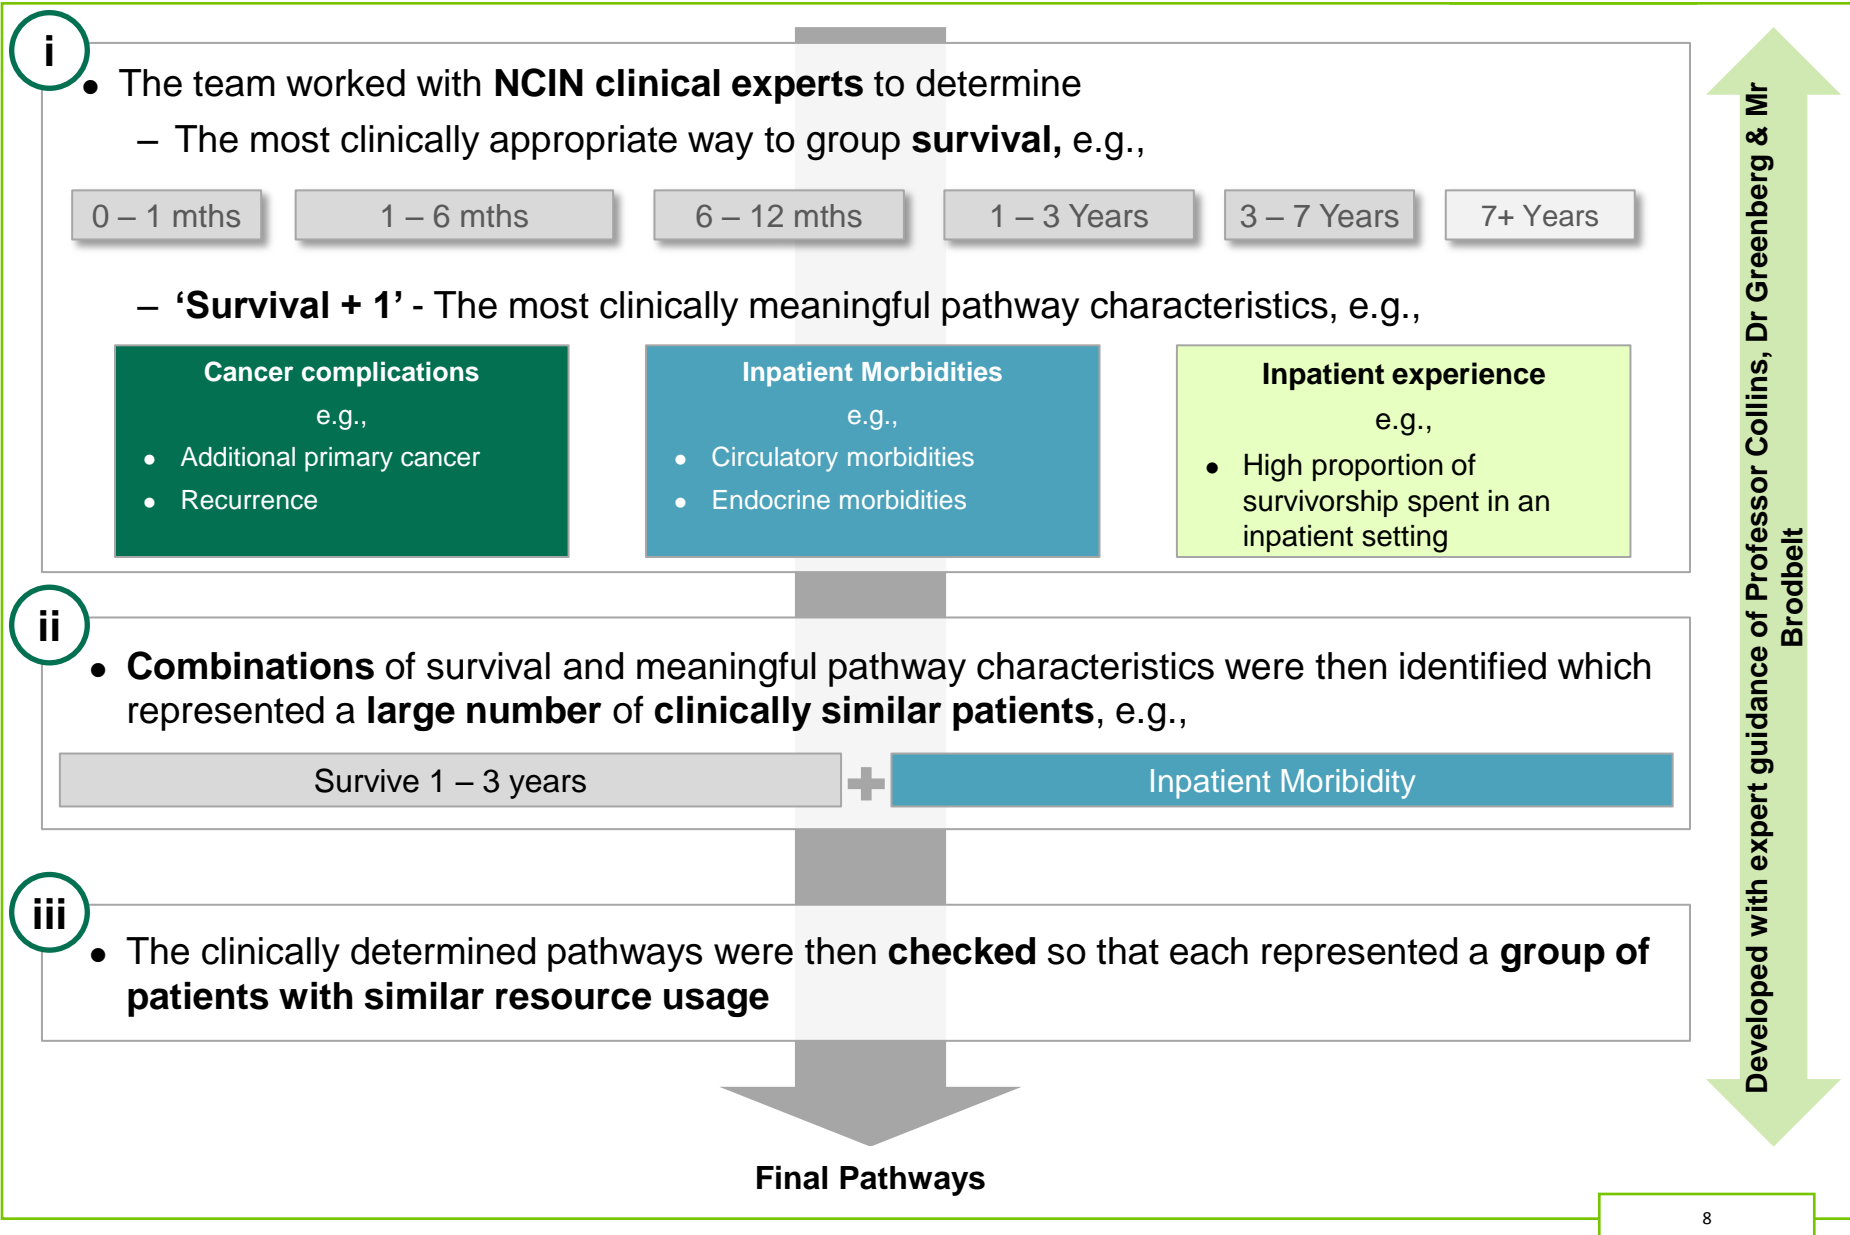 i
● The team worked with NCIN clinical experts to determine
– The most clinically appropriate way to group survival, e.g.,
0 – 1 mths
1 – 6 mths
6 – 12 mths
1 – 3 Years
3 – 7 Years
7+ Years
– ‘Survival + 1’ - The most clinically meaningful pathway characteristics, e.g.,
Cancer complications
e.g.,
● Additional primary cancer
● Recurrence
Inpatient Morbidities
e.g.,
● Circulatory morbidities
● Endocrine morbidities
Inpatient experience
e.g.,
● High proportion of
survivorship spent in an
inpatient setting
ii
● Combinations of survival and meaningful pathway characteristics were then identified which
represented a large number of clinically similar patients, e.g.,
Survive 1 – 3 years
Inpatient Moribidity
iii
● The clinically determined pathways were then checked so that each represented a group of
patients with similar resource usage
Final Pathways
Developed with expert guidance of Professor Collins, Dr Greenberg & Mr
Brodbelt
8